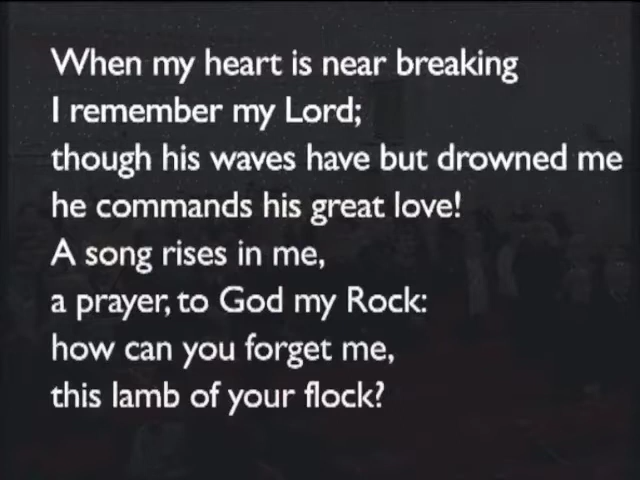 When my heart is near breaking
I remember my Lord;
though his waves have but drowned me
he commands his great love!
A song rises in me,
a prayer, to God my Rock:
how can you forget me,
this lamb of your flock?